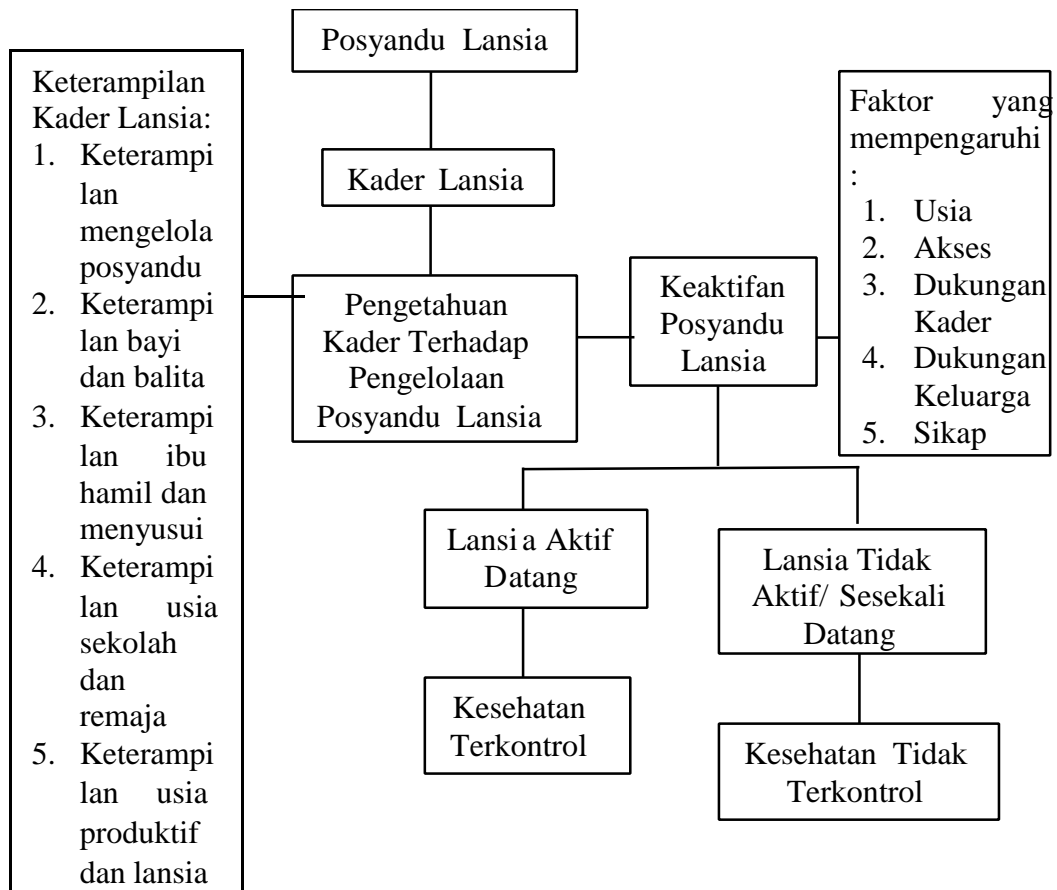 Posyandu Lansia
Keterampilan
Kader Lansia:
1. Keterampi
lan
mengelola
posyandu
2. Keterampi
lan bayi
dan balita
3. Keterampi
lan ibu
hamil dan
menyusui
4. Keterampi
lan usia
sekolah
dan
remaja
5. Keterampi
lan usia
produktif
dan lansia
Kader Lansia
Pengetahuan
Kader Terhadap
Pengelolaan
Posyandu Lansia
Keaktifan
Posyandu
Lansia
Faktor yang
mempengaruhi
:
1. Usia
2. Akses
3. Dukungan
Kader
4. Dukungan
Keluarga
5. Sikap
Lansia Aktif
Datang
Lansia Tidak
Aktif/ Sesekali
Datang
Kesehatan
Terkontrol
Kesehatan Tidak
Terkontrol